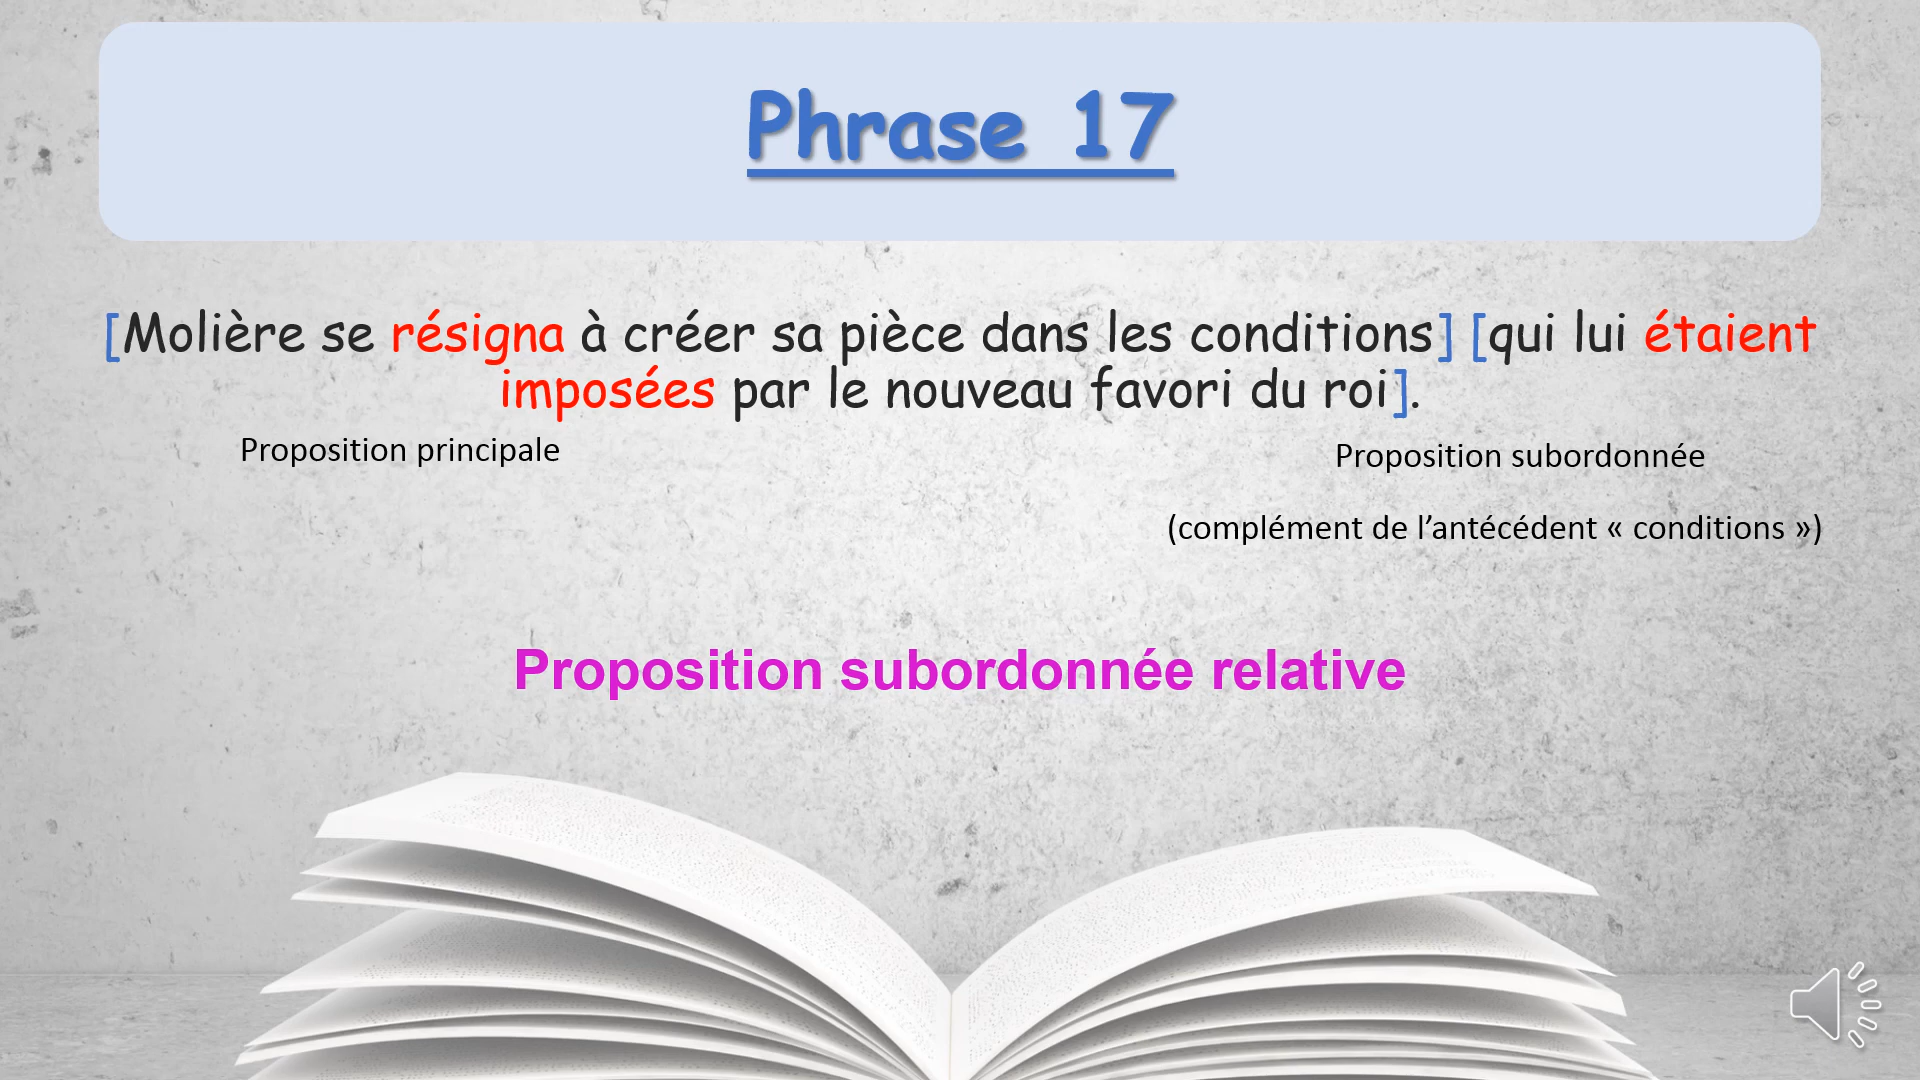 Phrase 17
[Molière se résigna à créer sa pièce dans les conditions] [qui lui étaient
imposées par le nouveau favori du roi].
Proposition principale
Proposition subordonnée
(complément de l’antécédent « conditions »)
Proposition subordonnée relative